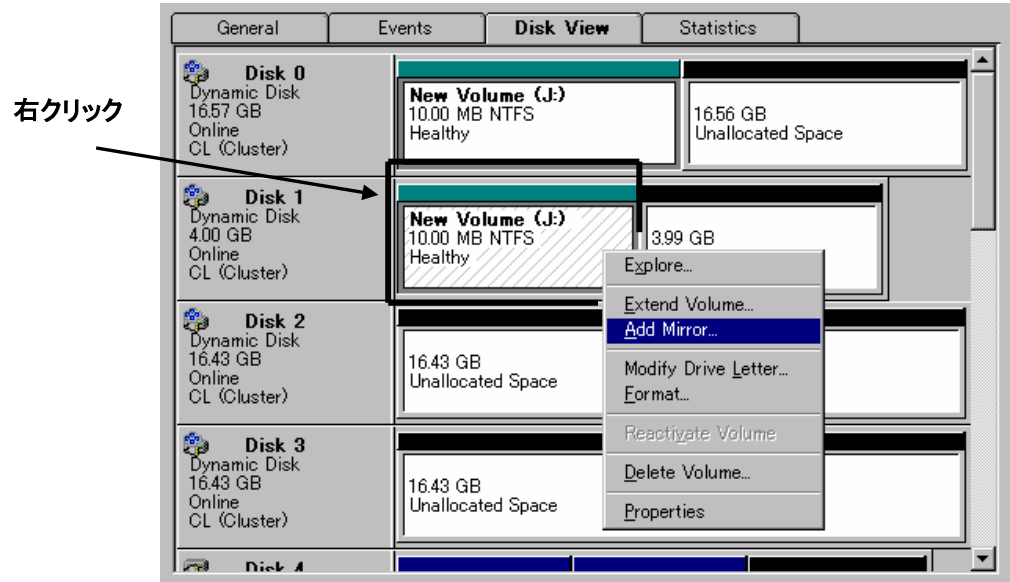 General Events Disk View Statistics
右クリック
Disk 0
Dynamic Disk
16.57 GB
Online
CL (Cluster)
New Volume (J:)
10.00 MB NTFS
Healthy
16.56 GB
Unallocated Space
Disk 1
Dynamic Disk
4.00 GB
Online
CL (Cluster)
New Volume (J:)
10.00 MB NTFS
Healthy
3.99 GB
Explore...
Extend Volume...
Add Mirror...
Modify Drive Letter...
Format...
Reactivate Volume
Delete Volume...
Properties
Disk 2
Dynamic Disk
16.43 GB
Online
CL (Cluster)
16.43 GB
Unallocated Space
Disk 3
Dynamic Disk
16.43 GB
Online
CL (Cluster)
16.43 GB
Unallocated Space
Disk 4